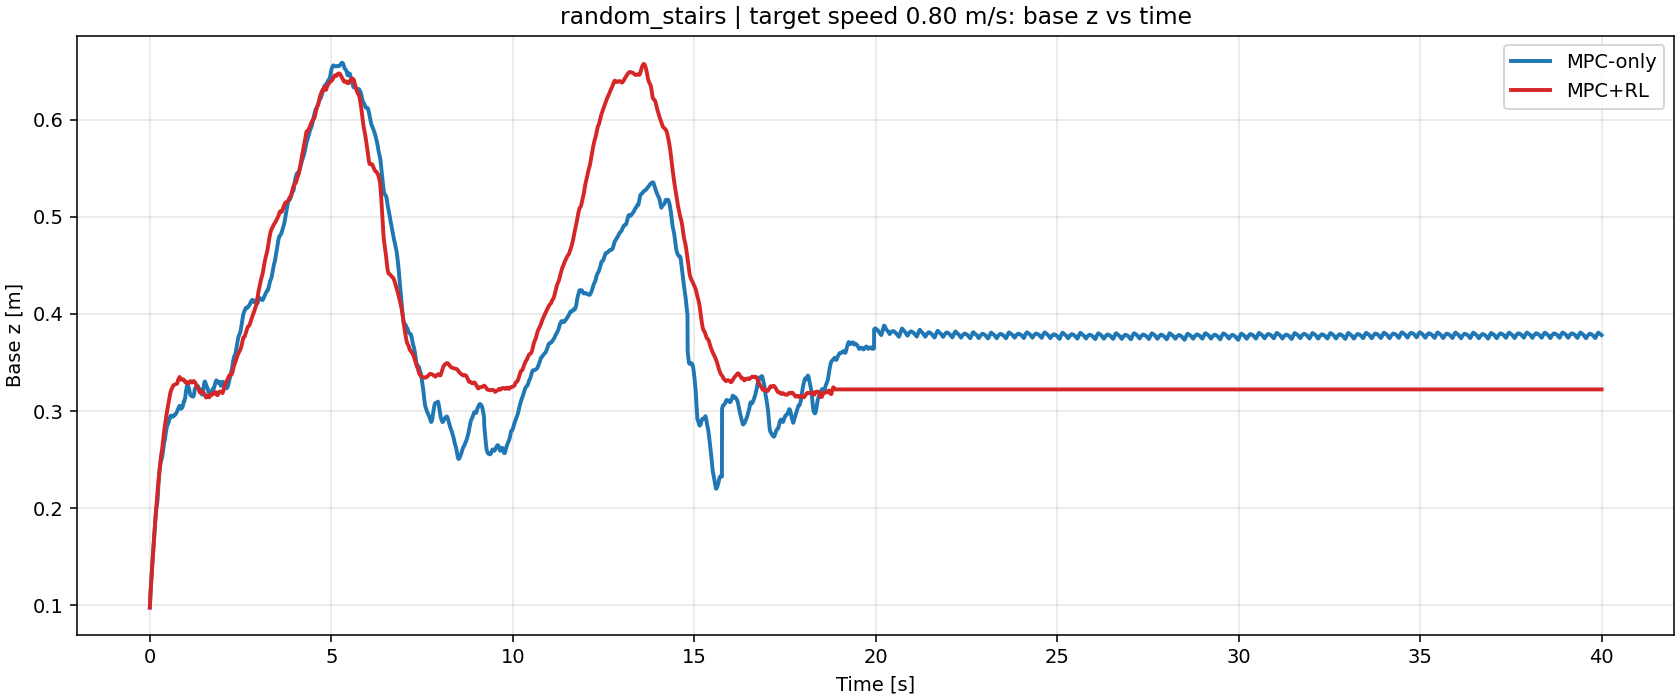 random_stairs | target speed 0.80 m/s: base z vs time
MPC-only
MPC+RL
Base z [m]
0.6
0.5
0.4
0.3
0.2
0.1
0 5 10 15 20 25 30 35 40
Time [s]